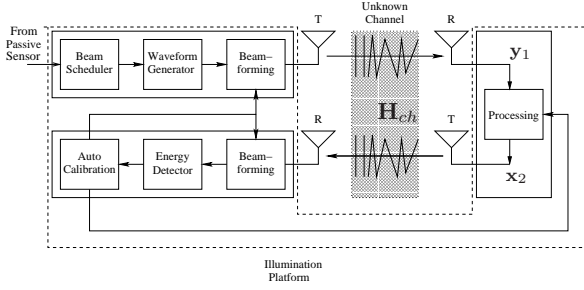 From
Passive
Sensor
Beam
Scheduler
Waveform
Generator
Beam–
forming
T
Unknown
Channel
R
y1
H_ch
Processing
Auto
Calibration
Energy
Detector
Beam–
forming
R
T
x2
Illumination
Platform